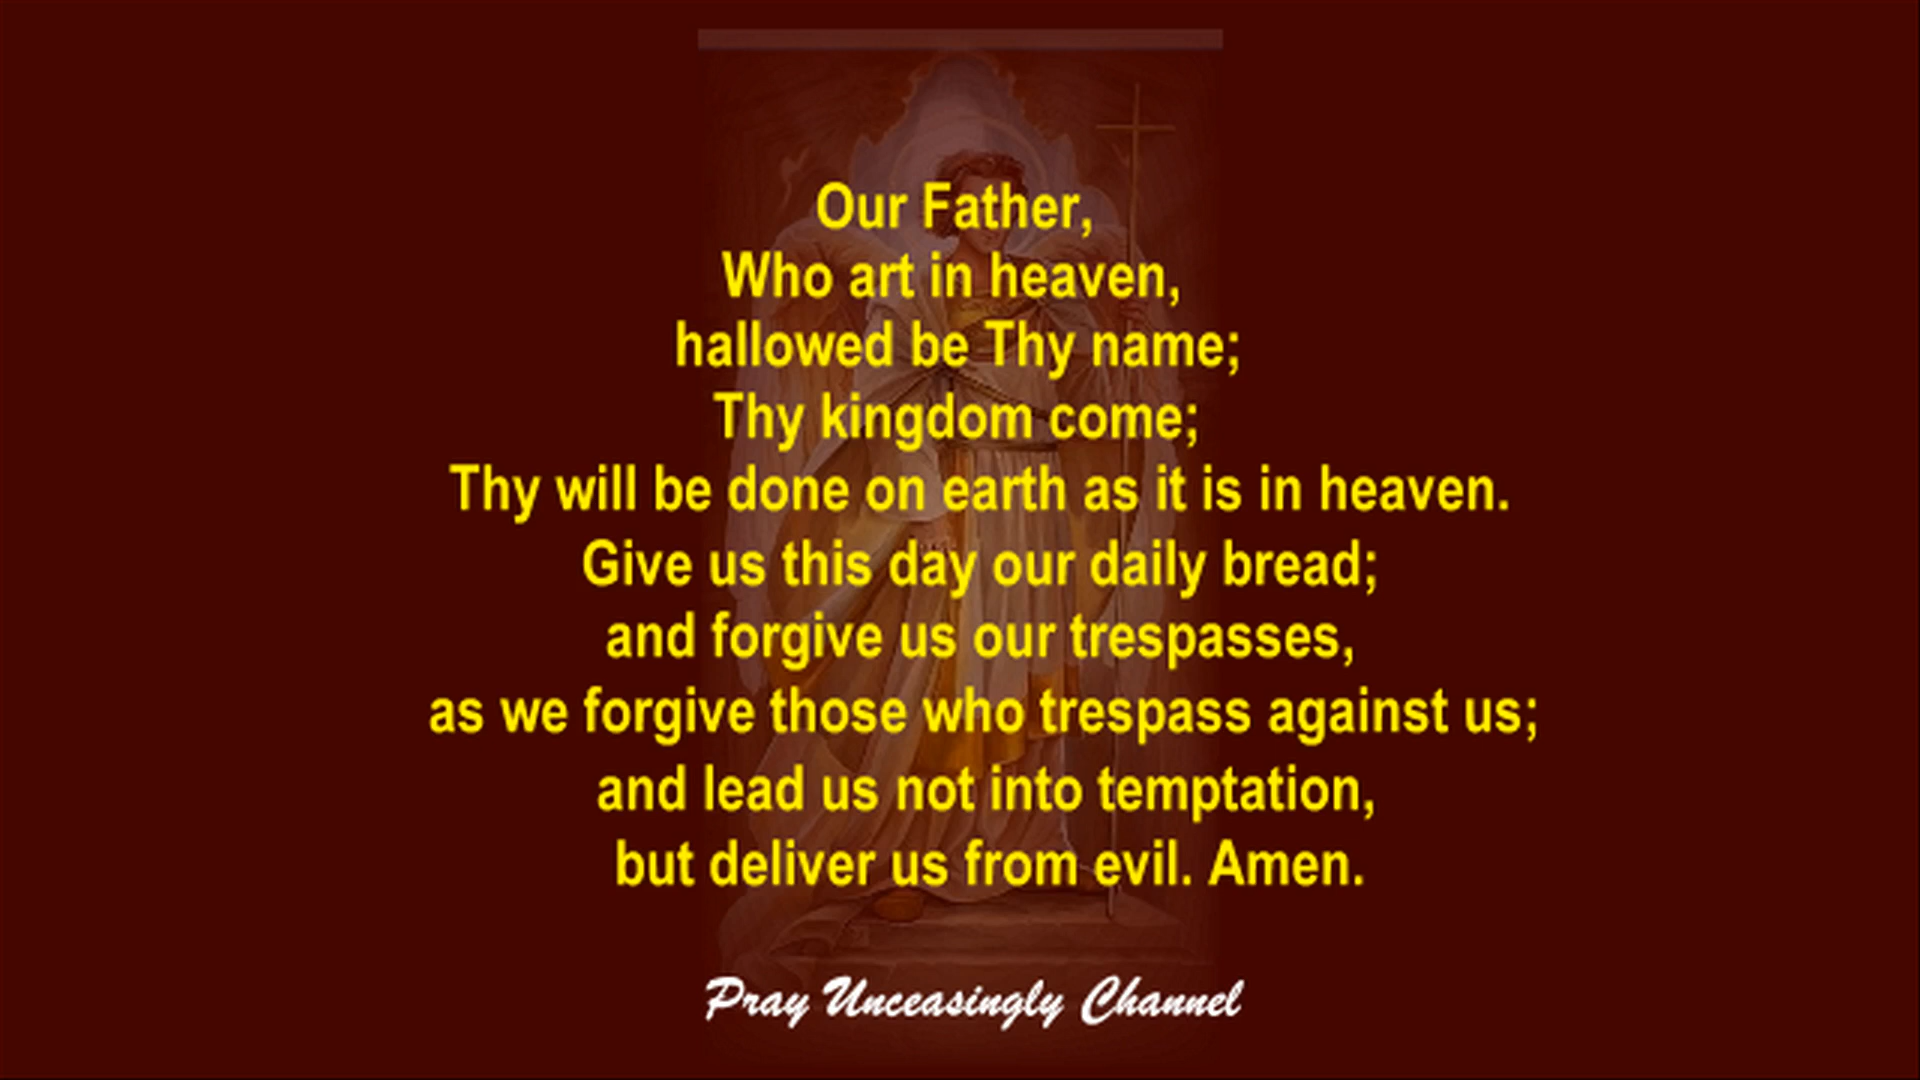 Our Father,
Who art in heaven,
hallowed be Thy name;
Thy kingdom come;
Thy will be done on earth as it is in heaven.
Give us this day our daily bread;
and forgive us our trespasses,
as we forgive those who trespass against us;
and lead us not into temptation,
but deliver us from evil. Amen.
Pray Unceasingly Channel